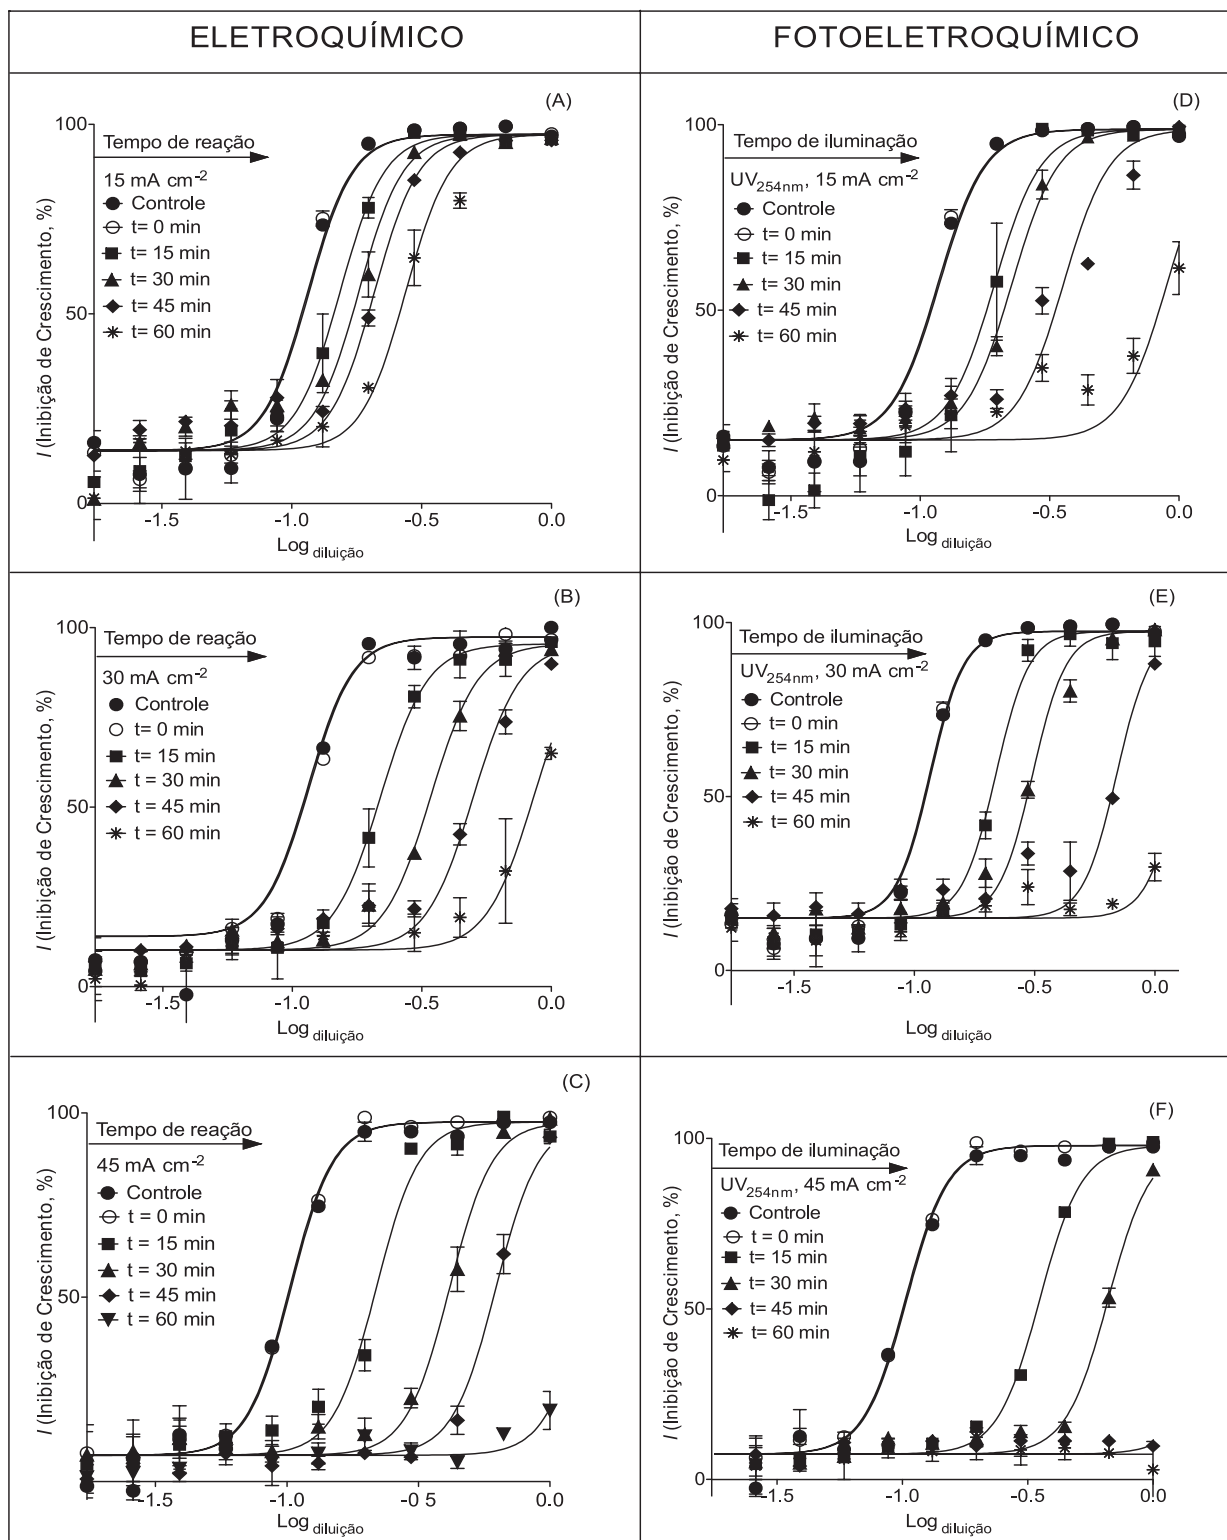 ELETROQUÍMICO
FOTOELETROQUÍMICO
(A)
100
50
0
I (Inibição de Crescimento, %)
Tempo de reação
15 mA cm-2
Controle
t= 0 min
t= 15 min
t= 30 min
t= 45 min
t= 60 min
-1.5 -1.0 -0.5 0.0
Log diluição
(D)
100
50
0
I (Inibição de Crescimento, %)
Tempo de iluminação
UV254nm, 15 mA cm-2
Controle
t= 0 min
t= 15 min
t= 30 min
t= 45 min
t= 60 min
-1.5 -1.0 -0.5 0.0
Log diluição
(B)
100
50
0
I (Inibição de Crescimento, %)
Tempo de reação
30 mA cm-2
Controle
t= 0 min
t= 15 min
t = 30 min
t = 45 min
t = 60 min
-1.5 -1.0 -0.5 0.0
Log diluição
(E)
100
50
0
I (Inibição de Crescimento, %)
Tempo de iluminação
UV254nm, 30 mA cm-2
Controle
t= 0 min
t= 15 min
t= 30 min
t= 45 min
t= 60 min
-1.5 -1.0 -0.5 0.0
Log diluição
(C)
100
50
I (Inibição de Crescimento, %)
Tempo de reação
45 mA cm-2
Controle
t = 0 min
t = 15 min
t = 30 min
t = 45 min
t = 60 min
-1.5 -1.0 -0.5 0.0
Log diluição
(F)
100
50
0
I (Inibição de Crescimento, %)
Tempo de iluminação
UV254nm, 45 mA cm-2
Controle
t= 0 min
t= 15 min
t= 30 min
t= 45 min
t= 60 min
-1.5 -1.0 -0.5 0.0
Log diluição